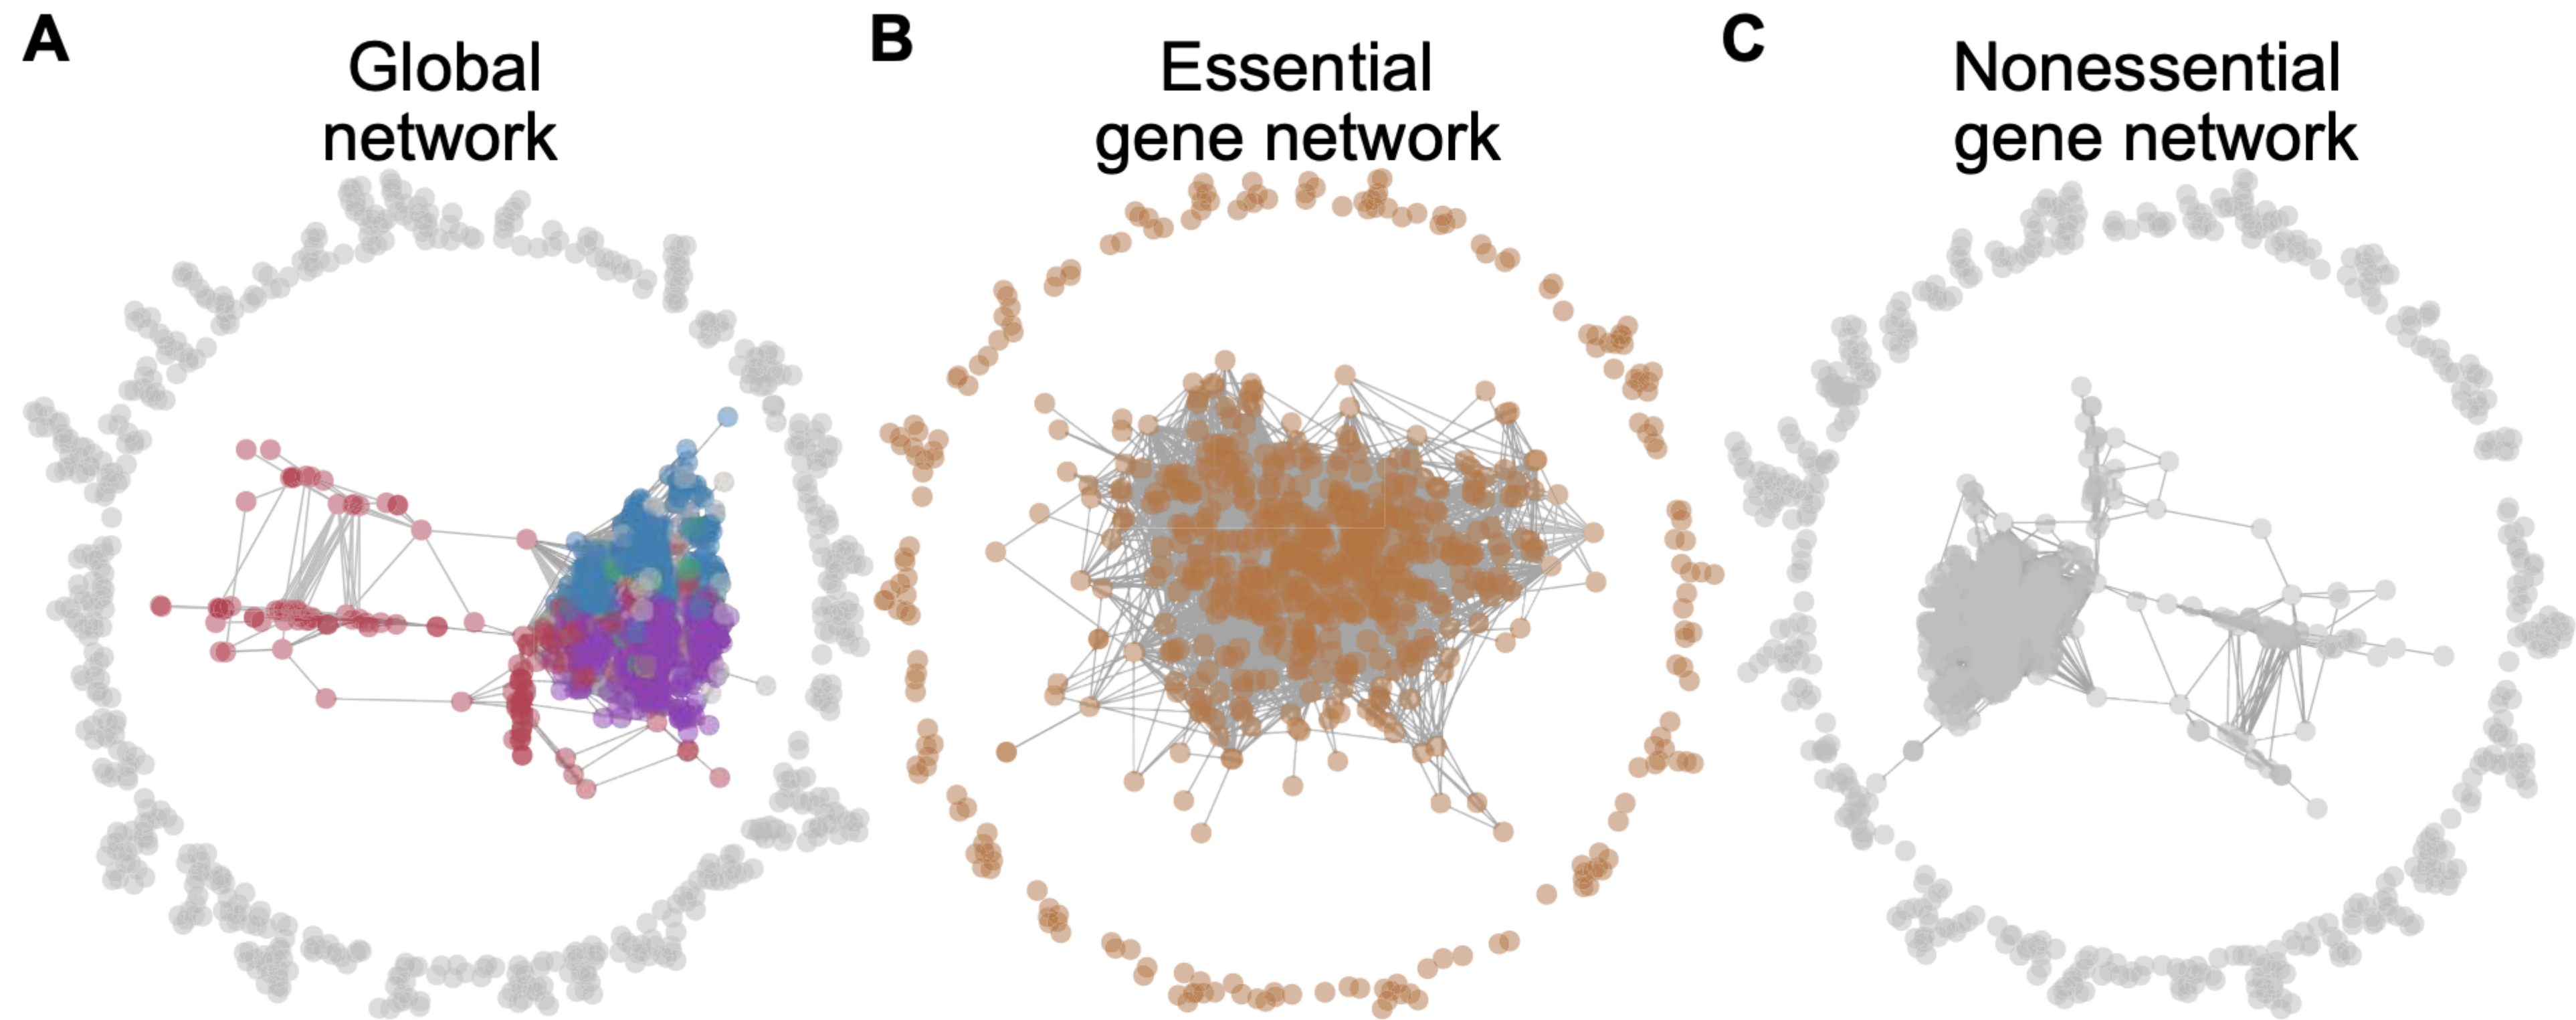 A
Global
network
B
Essential
gene network
C
Nonessential
gene network